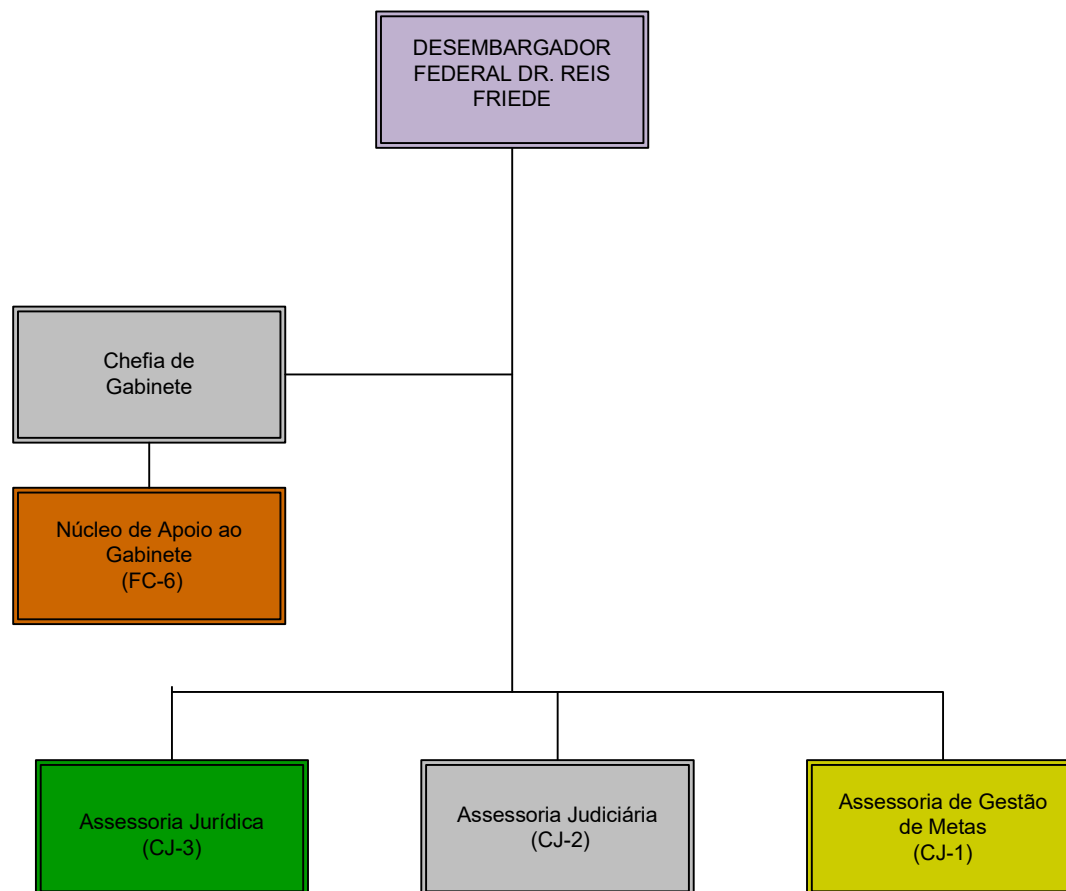 DESEMBARGADOR
FEDERAL DR. REIS
FRIEDE
Chefia de
Gabinete
Núcleo de Apoio ao
Gabinete
(FC-6)
Assessoria Jurídica
(CJ-3)
Assessoria Judiciária
(CJ-2)
Assessoria de Gestão
de Metas
(CJ-1)